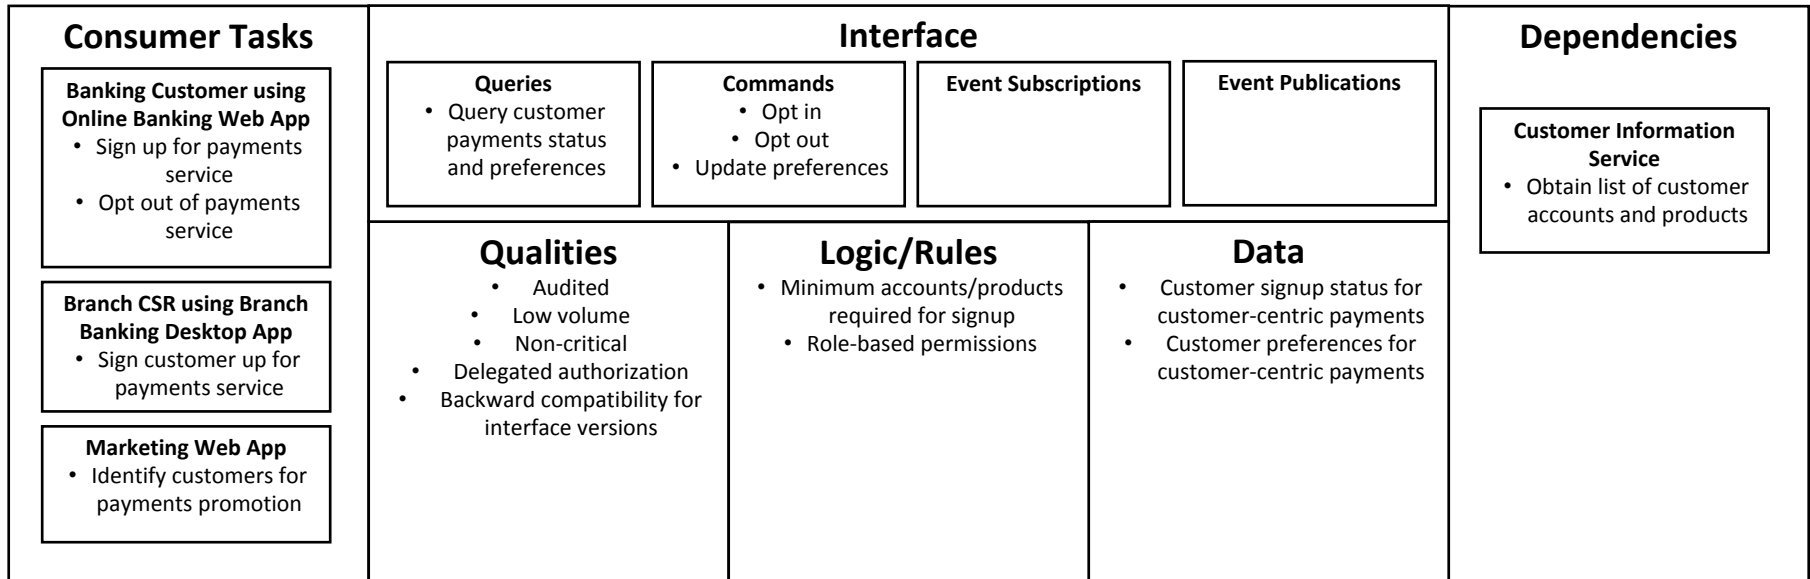 Consumer Tasks
Banking Customer using
Online Banking Web App
• Sign up for payments
service
• Opt out of payments
service
Branch CSR using Branch
Banking Desktop App
• Sign customer up for
payments service
Marketing Web App
• Identify customers for
payments promotion
Interface
Queries
• Query customer
payments status
and preferences
Commands
• Opt in
• Opt out
• Update preferences
Event Subscriptions
Event Publications
Qualities
• Audited
• Low volume
• Non-critical
• Delegated authorization
• Backward compatibility for
interface versions
Logic/Rules
• Minimum accounts/products
required for signup
• Role-based permissions
Data
• Customer signup status for
customer-centric payments
• Customer preferences for
customer-centric payments
Dependencies
Customer Information
Service
• Obtain list of customer
accounts and products